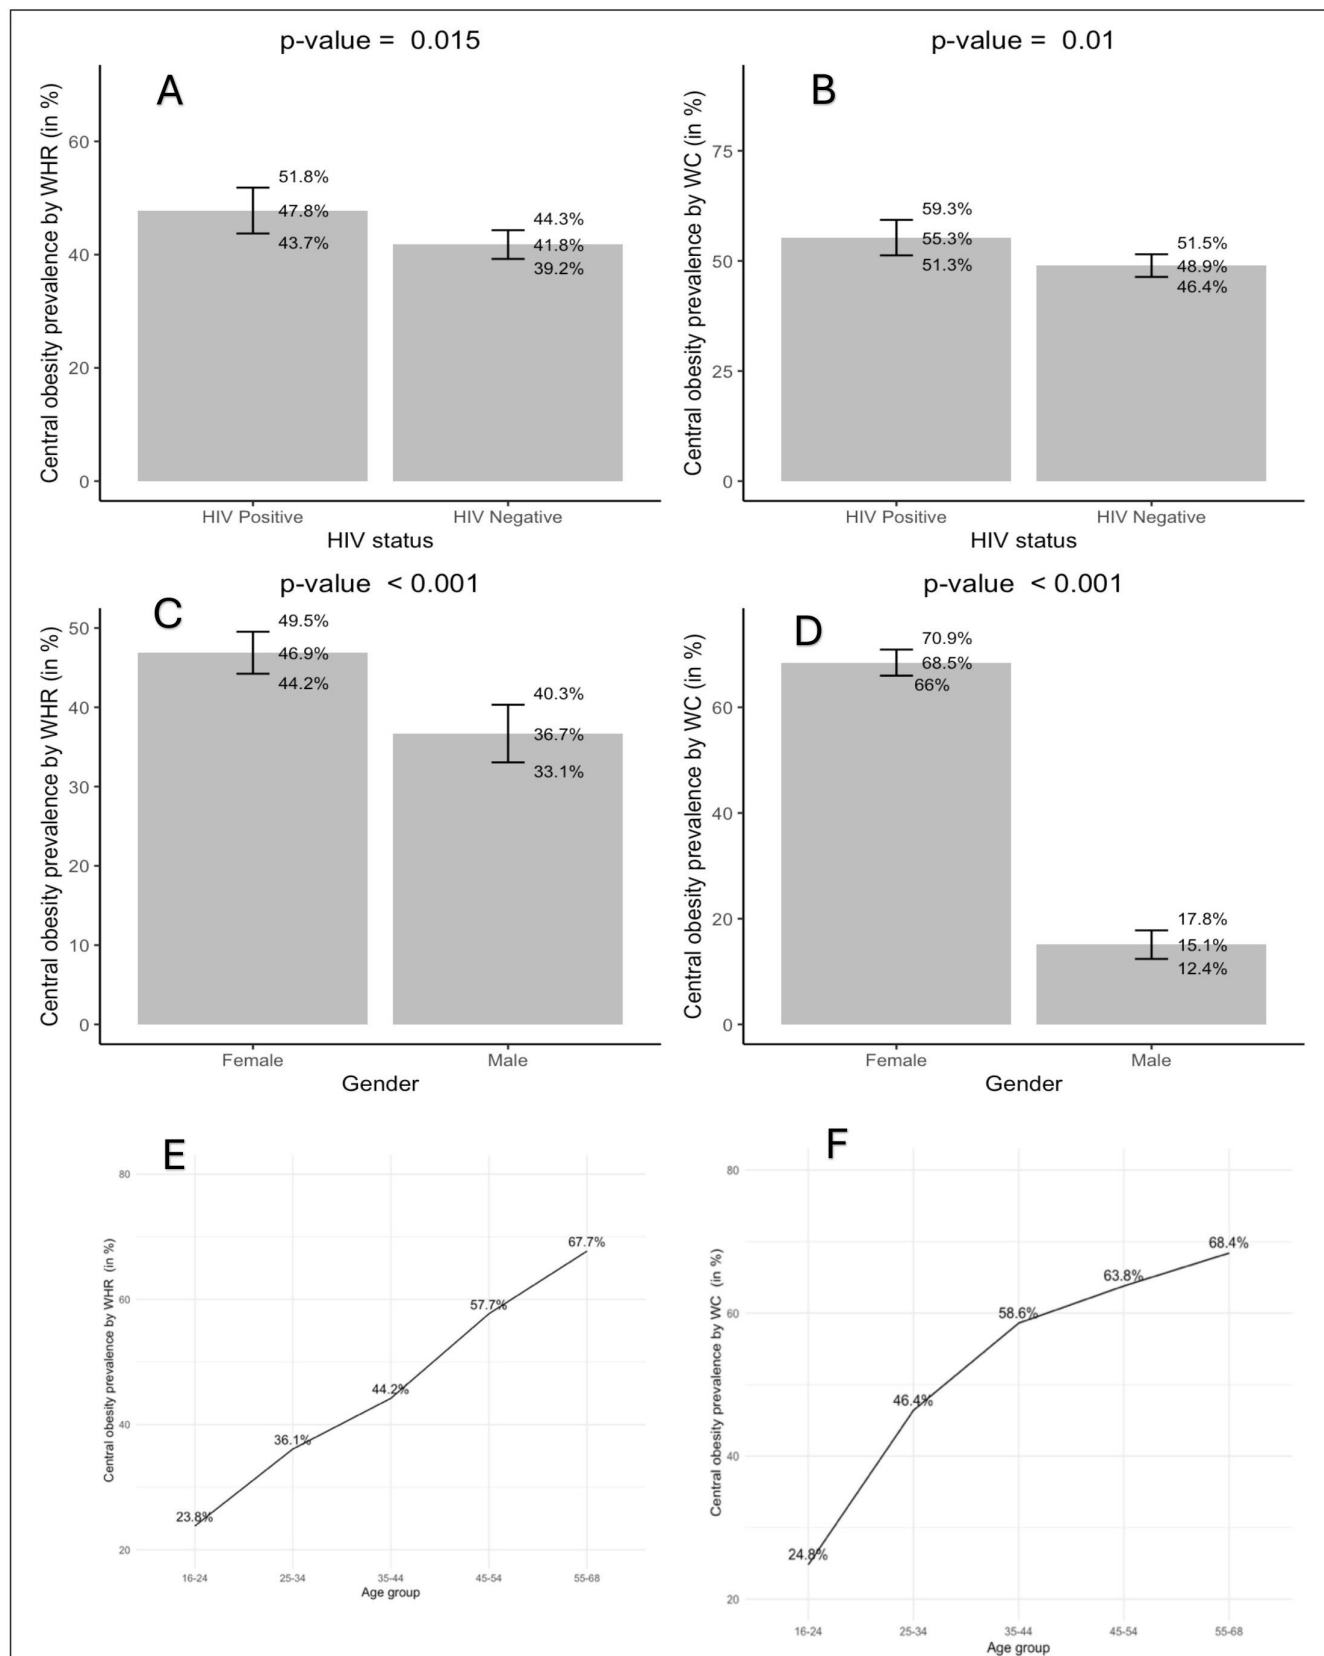 p-value = 0.015
A
Central obesity prevalence by WHR (in %)
60
40
20
0
51.8%
47.8%
43.7%
44.3%
41.8%
39.2%
HIV Positive
HIV Negative
HIV status
p-value = 0.01
B
Central obesity prevalence by WC (in %)
75
50
25
0
59.3%
55.3%
51.3%
51.5%
48.9%
46.4%
HIV Positive
HIV Negative
HIV status
p-value < 0.001
C
Central obesity prevalence by WHR (in %)
50
40
30
20
10
0
49.5%
46.9%
44.2%
40.3%
36.7%
33.1%
Female
Male
Gender
p-value < 0.001
D
Central obesity prevalence by WC (in %)
60
40
20
0
70.9%
68.5%
66%
17.8%
15.1%
12.4%
Female
Male
Gender
E
Central obesity prevalence by WHR (in %)
80
60
40
20
23.8%
36.1%
44.2%
57.7%
67.7%
16-24
25-34
35-44
45-54
55-68
Age group
F
Central obesity prevalence by WC (in %)
80
60
40
20
24.8%
46.4%
58.6%
63.8%
68.4%
16-24
25-34
35-44
45-54
55-68
Age group